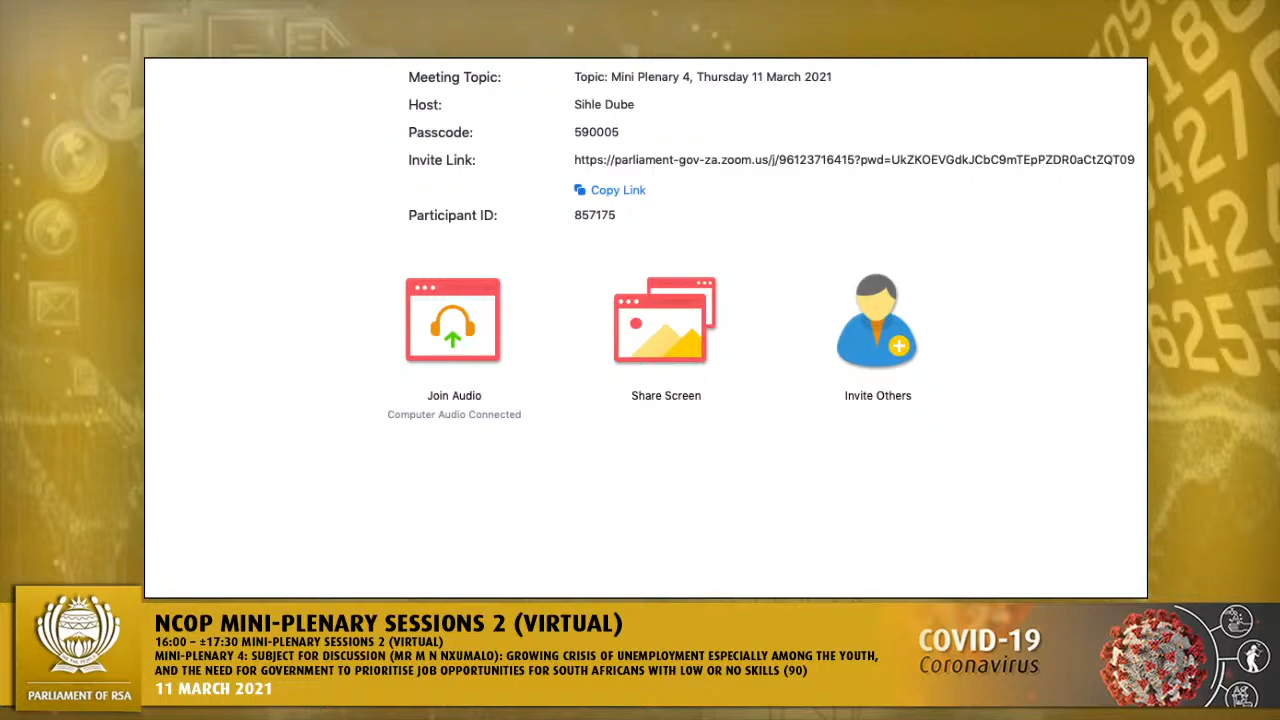 Meeting Topic: Topic: Mini Plenary 4, Thursday 11 March 2021
Host: Sihle Dube
Passcode: 590005
Invite Link: https://parliament-gov-za.zoom.us/j/96123716415?pwd=UkZKOEVGdkJCbC9mTEpPZDR0aCtZQT09
Copy Link
Participant ID: 857175
Join Audio
Computer Audio Connected
Share Screen
Invite Others
NCOP MINI-PLENARY SESSIONS 2 (VIRTUAL)
16:00 – ±17:30 MINI-PLENARY SESSIONS 2 (VIRTUAL)
MINI-PLENARY 4: SUBJECT FOR DISCUSSION (MR M N NXUMALO): GROWING CRISIS OF UNEMPLOYMENT ESPECIALLY AMONG THE YOUTH,
AND THE NEED FOR GOVERNMENT TO PRIORITISE JOB OPPORTUNITIES FOR SOUTH AFRICANS WITH LOW OR NO SKILLS (90)
11 MARCH 2021
PARLIAMENT OF RSA
COVID-19
Coronavirus